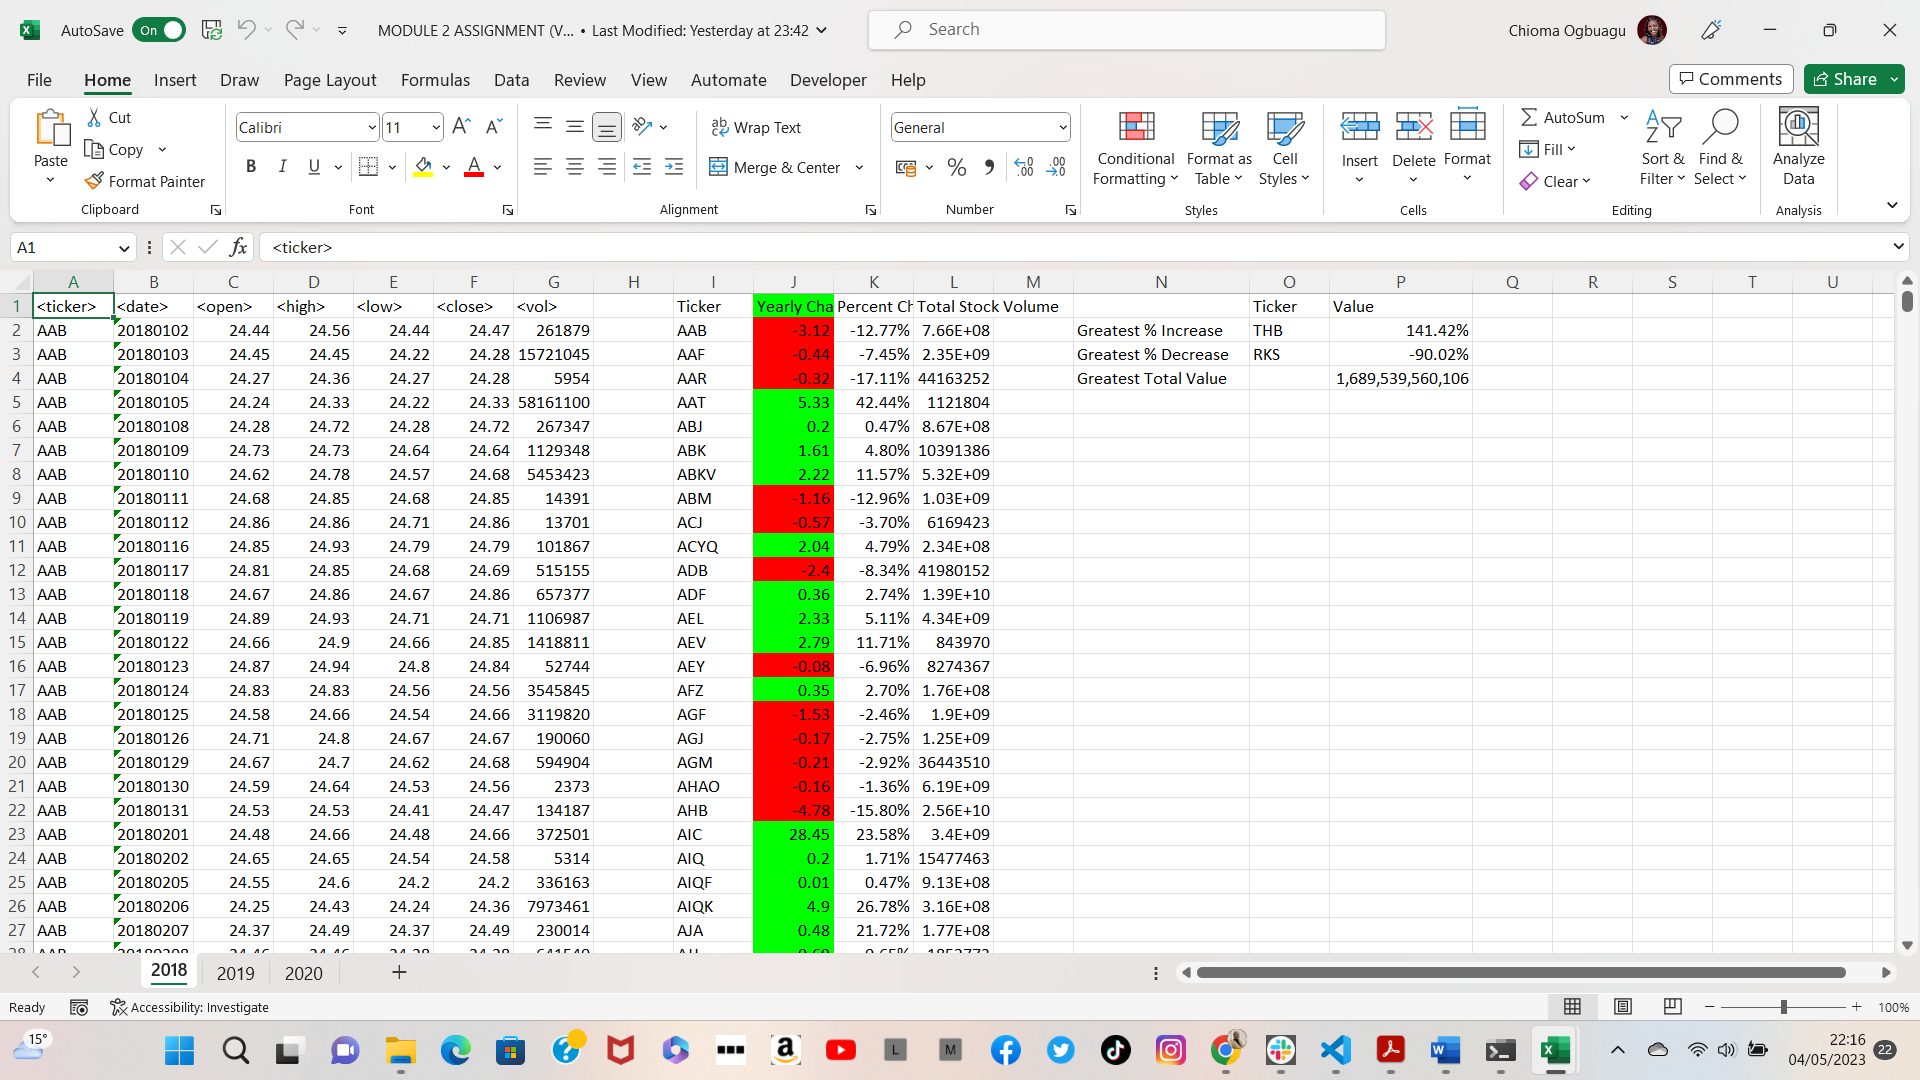 AutoSave On MODULE 2 ASSIGNMENT (V... • Last Modified: Yesterday at 23:42 Search Chioma Ogbuagu
File Home Insert Draw Page Layout Formulas Data Review View Automate Developer Help Comments Share
Paste Cut Copy Format Painter Clipboard
Calibri 11 B I U A Font
ab Wrap Text Merge & Center Alignment
General % Number
Conditional Formatting Format as Table Cell Styles Styles
Insert Delete Format Cells
AutoSum Fill Clear Sort & Filter Find & Select Editing
Analyze Data Analysis
A1 fx <ticker>
A B C D E F G H I J K L M N O P Q R S T U
1 <ticker> <date> <open> <high> <low> <close> <vol> Ticker Yearly Cha Percent Ch Total Stock Volume Ticker Value
2 AAB 20180102 24.44 24.56 24.44 24.47 261879 AAB -3.12 -12.77% 7.66E+08 Greatest % Increase THB 141.42%
3 AAB 20180103 24.45 24.45 24.22 24.28 15721045 AAF -0.44 -7.45% 2.35E+09 Greatest % Decrease RKS -90.02%
4 AAB 20180104 24.27 24.36 24.27 24.28 5954 AAR -0.32 -17.11% 44163252 Greatest Total Value 1,689,539,560,106
5 AAB 20180105 24.24 24.33 24.22 24.33 58161100 AAT 5.33 42.44% 1121804
6 AAB 20180108 24.28 24.72 24.28 24.72 267347 ABJ 0.2 0.47% 8.67E+08
7 AAB 20180109 24.73 24.73 24.64 24.64 1129348 ABK 1.61 4.80% 10391386
8 AAB 20180110 24.62 24.78 24.57 24.68 5453423 ABKV 2.22 11.57% 5.32E+09
9 AAB 20180111 24.68 24.85 24.68 24.85 14391 ABM -1.16 -12.96% 1.03E+09
10 AAB 20180112 24.86 24.86 24.71 24.86 13701 ACJ -0.57 -3.70% 6169423
11 AAB 20180116 24.85 24.93 24.79 24.79 101867 ACYQ 2.04 4.79% 2.34E+08
12 AAB 20180117 24.81 24.85 24.68 24.69 515155 ADB -2.4 -8.34% 41980152
13 AAB 20180118 24.67 24.86 24.67 24.86 657377 ADF 0.36 2.74% 1.39E+10
14 AAB 20180119 24.89 24.93 24.71 24.71 1106987 AEL 2.33 5.11% 4.34E+09
15 AAB 20180122 24.66 24.9 24.66 24.85 1418811 AEV 2.79 11.71% 843970
16 AAB 20180123 24.87 24.94 24.8 24.84 52744 AEY -0.08 -6.96% 8274367
17 AAB 20180124 24.83 24.83 24.56 24.56 3545845 AFZ 0.35 2.70% 1.76E+08
18 AAB 20180125 24.58 24.66 24.54 24.66 3119820 AGF -1.53 -2.46% 1.9E+09
19 AAB 20180126 24.71 24.8 24.67 24.67 190060 AGJ -0.17 -2.75% 1.25E+09
20 AAB 20180129 24.67 24.7 24.62 24.68 594904 AGM -0.21 -2.92% 36443510
21 AAB 20180130 24.59 24.64 24.53 24.56 2373 AHAO -0.16 -1.36% 6.19E+09
22 AAB 20180131 24.53 24.53 24.41 24.47 134187 AHB -4.78 -15.80% 2.56E+10
23 AAB 20180201 24.48 24.66 24.48 24.66 372501 AIC 28.45 23.58% 3.4E+09
24 AAB 20180202 24.65 24.65 24.54 24.58 5314 AIQ 0.2 1.71% 15477463
25 AAB 20180205 24.55 24.6 24.2 24.2 336163 AIQF 0.01 0.47% 9.13E+08
26 AAB 20180206 24.25 24.43 24.24 24.36 7973461 AIQK 4.9 26.78% 3.16E+08
27 AAB 20180207 24.37 24.49 24.37 24.49 230014 AJA 0.48 21.72% 1.77E+08
2018 2019 2020
Ready Accessibility: Investigate 100%
15° 22:16
04/05/2023 22